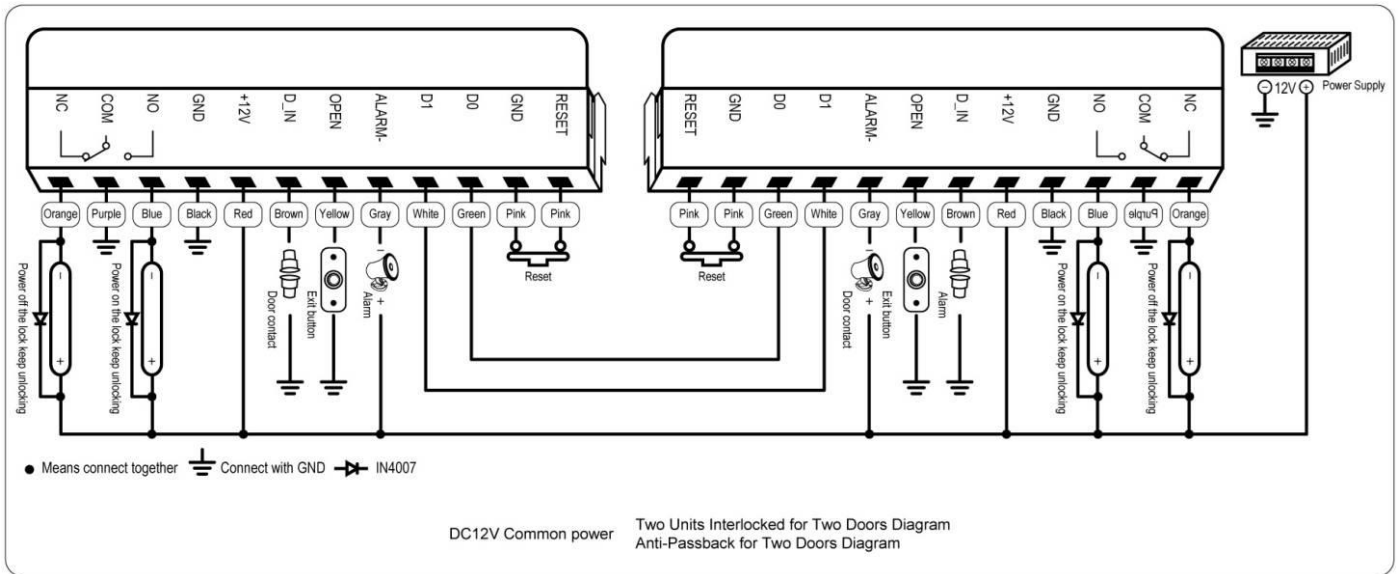 NC COM NO GND +12V D_IN OPEN ALARM- D1 D0 GND RESET
RESET GND D0 D1 ALARM- OPEN D_IN +12V GND NO COM NC
- 12V + Power Supply
Orange Purple Blue Black Red Brown Yellow Gray White Green Pink Pink
Pink Pink Green White Gray Yellow Brown Red Black Blue Purple Orange
Power off the lock keep unlocking
- +
Power on the lock keep unlocking
- +
Door contact
Exit button
- +
Alarm
Reset
Reset
- +
Door contact
Exit button
Alarm
Power on the lock keep unlocking
- +
Power off the lock keep unlocking
- +
Means connect together Connect with GND IN4007
DC12V Common power
Two Units Interlocked for Two Doors Diagram
Anti-Passback for Two Doors Diagram